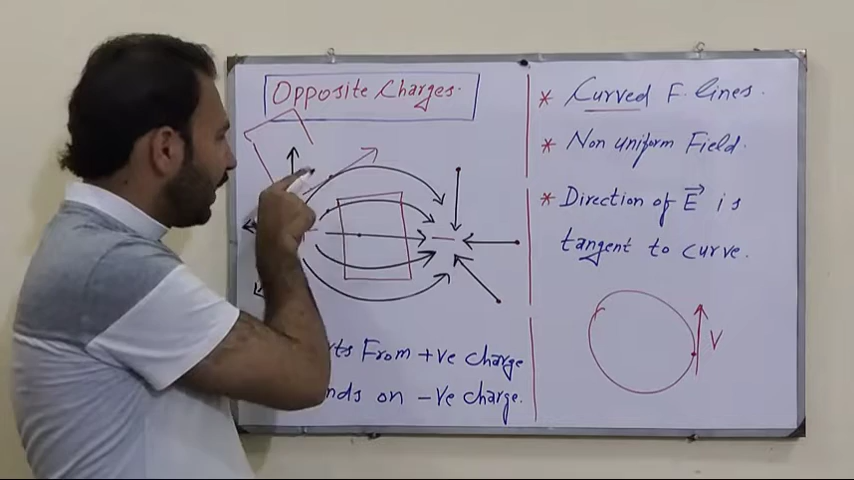 Opposite Charges.
ts From +ve charge
nds on -ve charge.
* Curved F. lines.
* Non uniform Field.
* Direction of E⃗ is
tangent to curve.
V